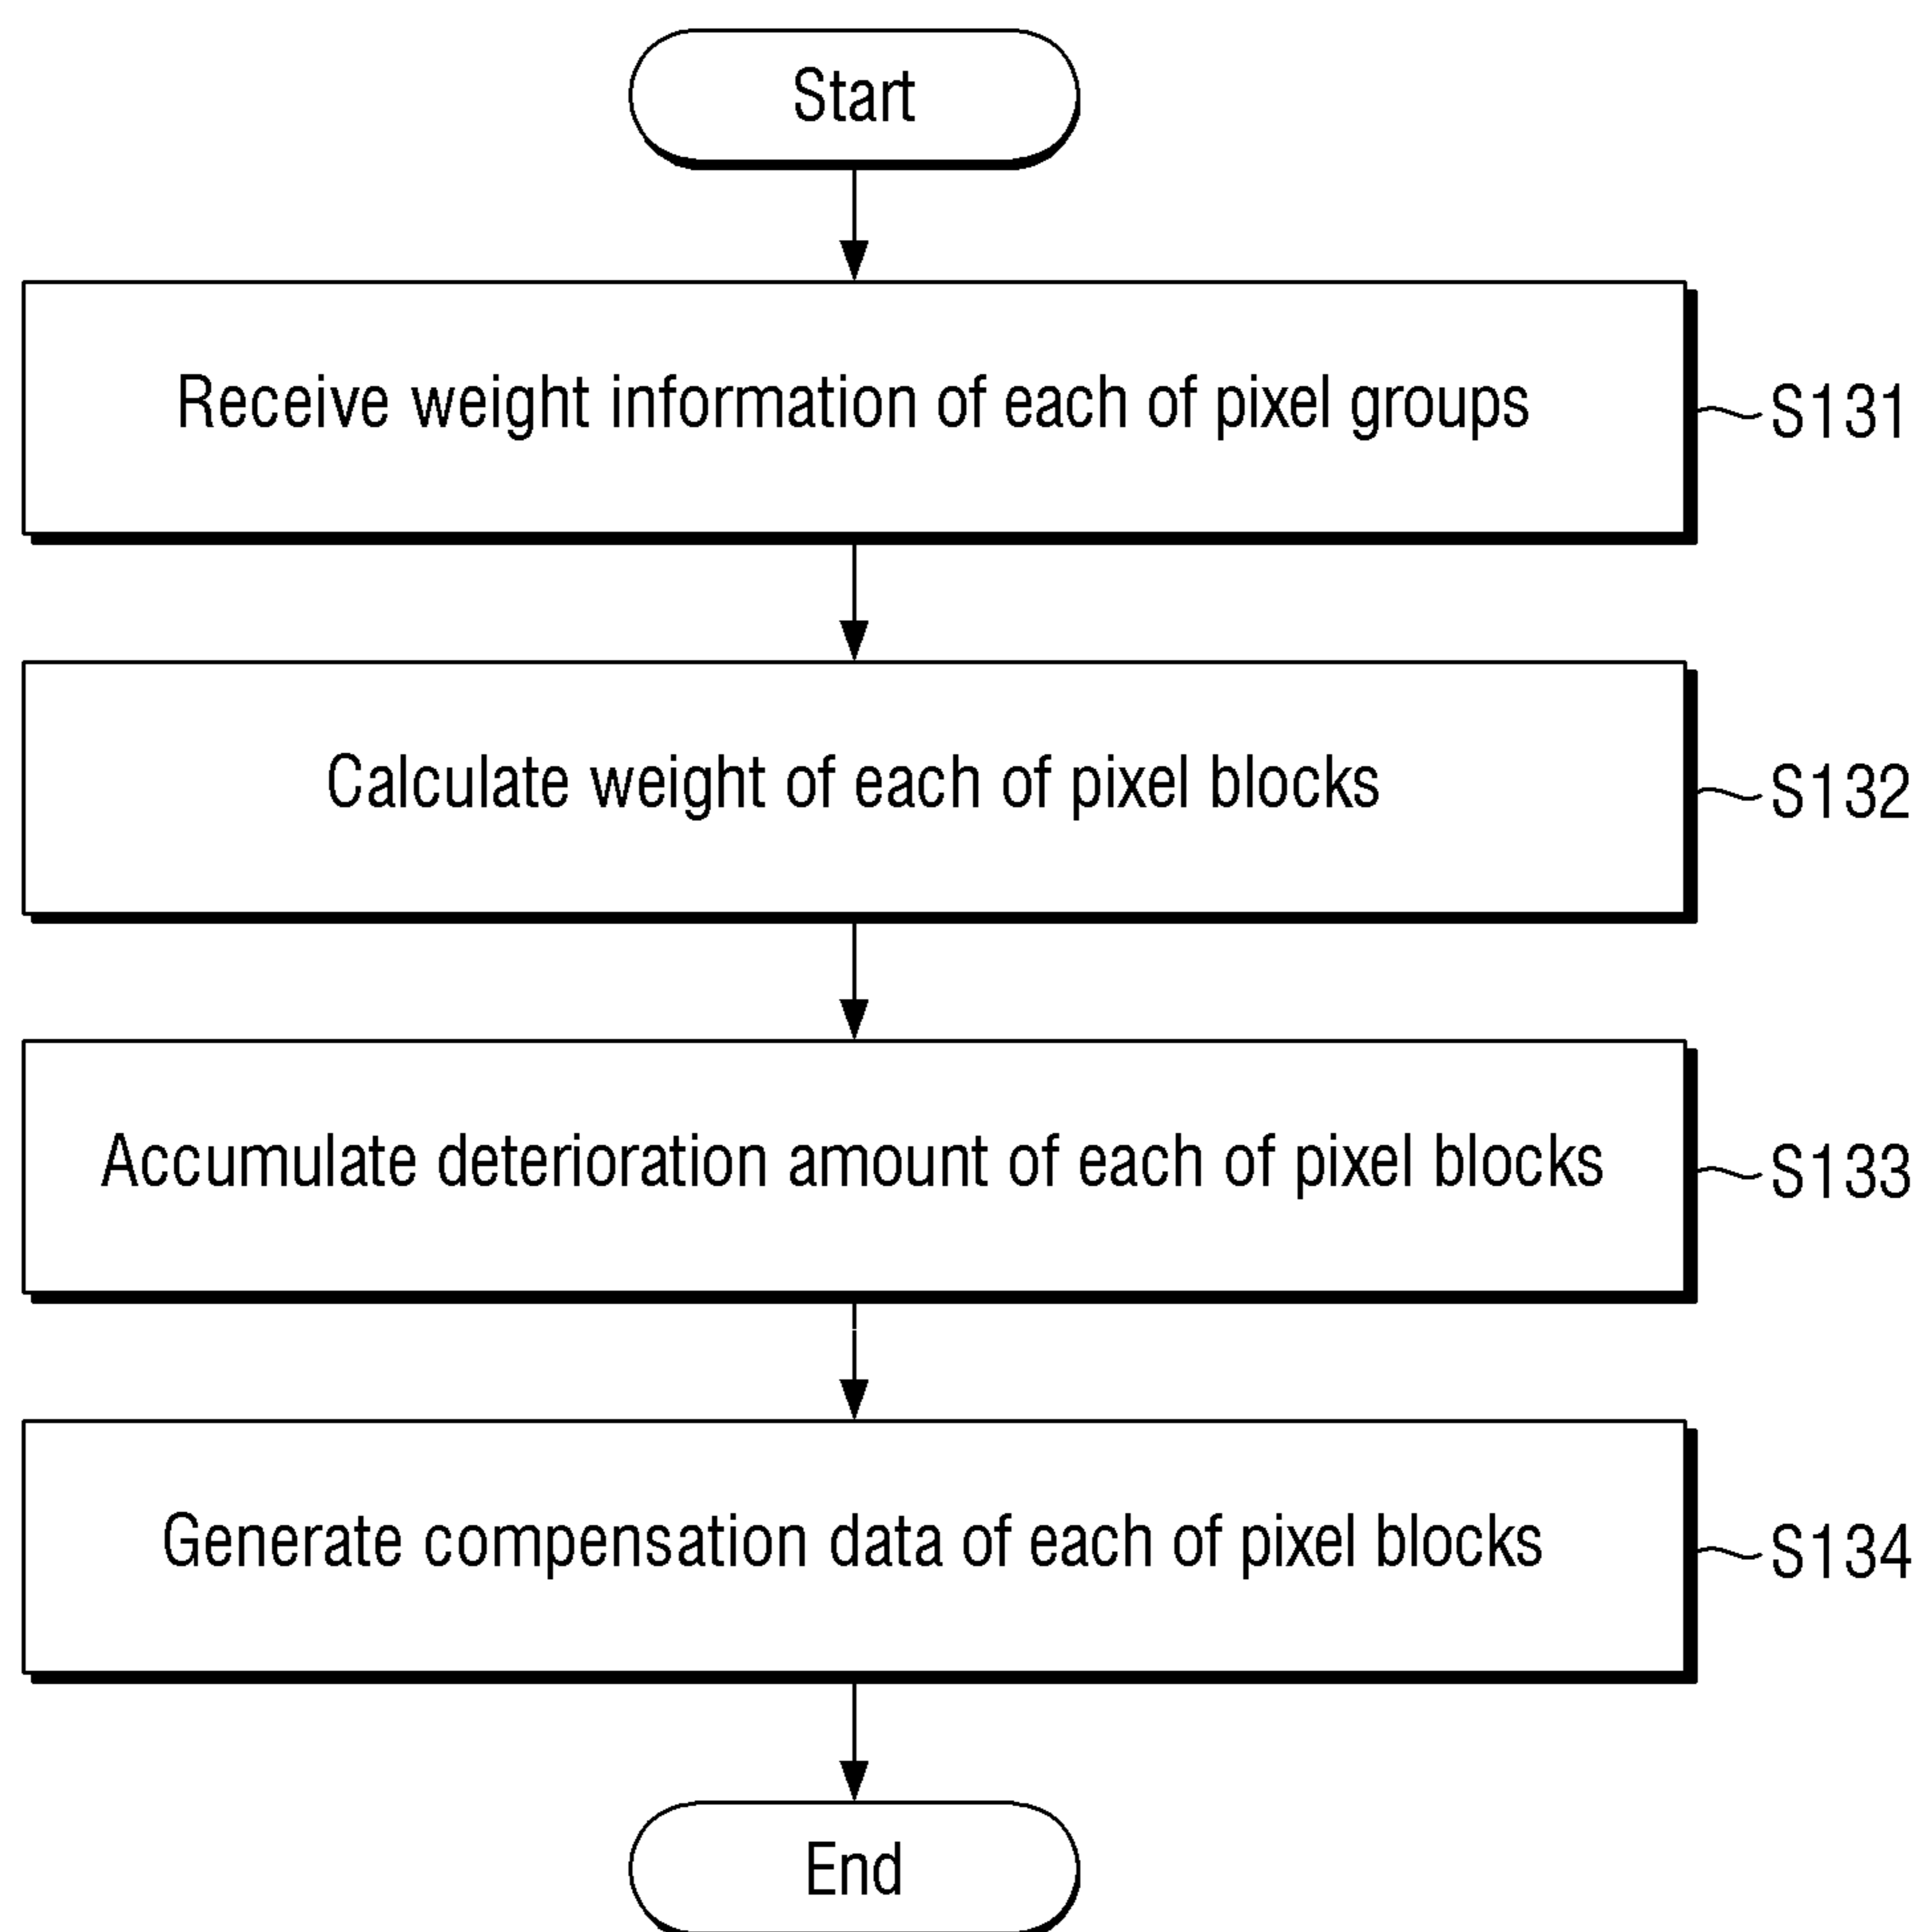 Start
Receive weight information of each of pixel groups
S131
Calculate weight of each of pixel blocks
S132
Accumulate deterioration amount of each of pixel blocks
S133
Generate compensation data of each of pixel blocks
S134
End